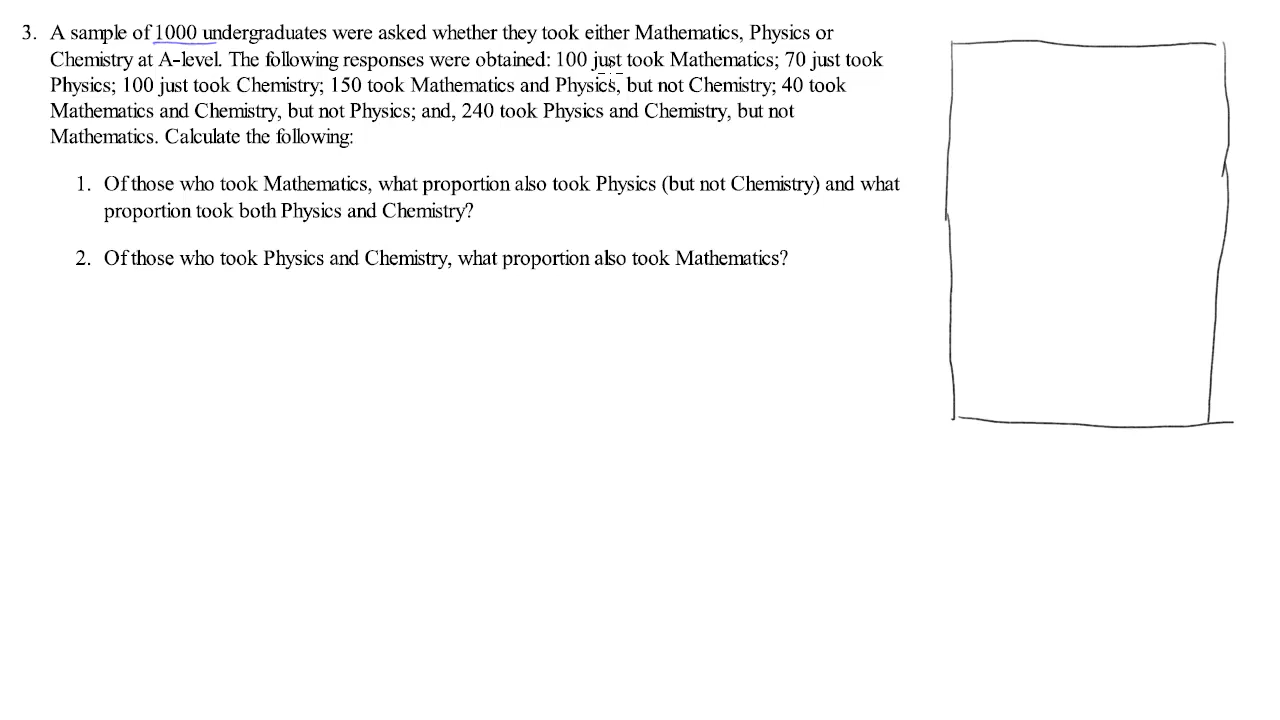 3. A sample of 1000 undergraduates were asked whether they took either Mathematics, Physics or
Chemistry at A-level. The following responses were obtained: 100 just took Mathematics; 70 just took
Physics; 100 just took Chemistry; 150 took Mathematics and Physics, but not Chemistry; 40 took
Mathematics and Chemistry, but not Physics; and, 240 took Physics and Chemistry, but not
Mathematics. Calculate the following:
1. Of those who took Mathematics, what proportion also took Physics (but not Chemistry) and what
proportion took both Physics and Chemistry?
2. Of those who took Physics and Chemistry, what proportion also took Mathematics?